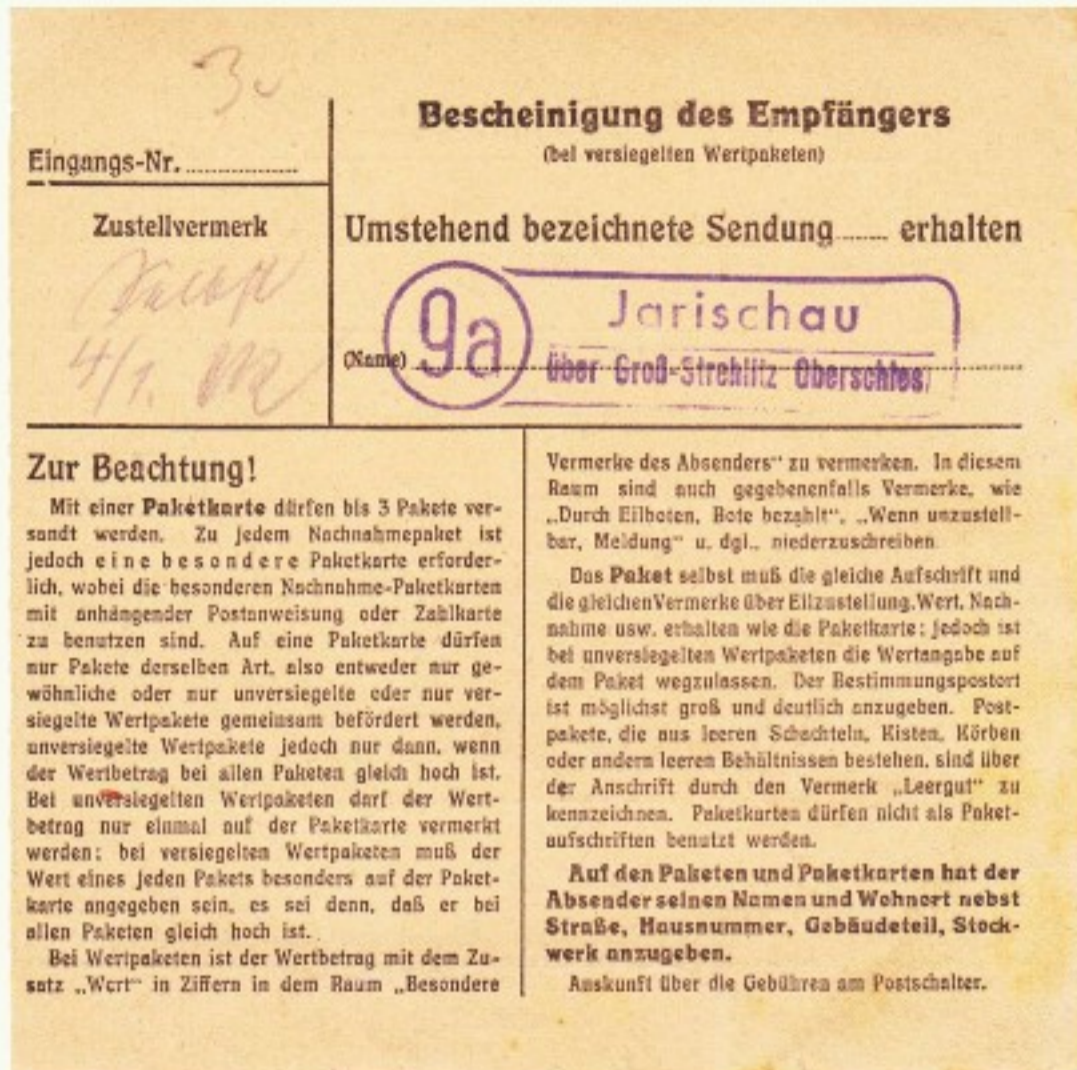 Bescheinigung des Empfängers
(bei versiegelten Wertpaketen)
Eingangs-Nr.
Zustellvermerk
Umstehend bezeichnete Sendung erhalten
4/1.
(Name)
9a
Jarischau
über Groß-Strehlitz Oberschles.
Zur Beachtung!
Mit einer Paketkarte dürfen bis 3 Pakete ver-
sandt werden. Zu jedem Nachnahmepaket ist
jedoch eine besondere Paketkarte erforder-
lich, wobei die besonderen Nachnahme-Paketkarten
mit anhängender Postanweisung oder Zahlkarte
zu benutzen sind. Auf eine Paketkarte dürfen
nur Pakete derselben Art, also entweder nur ge-
wöhnliche oder nur unversiegelte oder nur ver-
siegelte Wertpakete gemeinsam befördert werden,
unversiegelte Wertpakete jedoch nur dann, wenn
der Wertbetrag bei allen Paketen gleich hoch ist.
Bei unversiegelten Wertpaketen darf der Wert-
betrag nur einmal auf der Paketkarte vermerkt
werden; bei versiegelten Wertpaketen muß der
Wert eines jeden Pakets besonders auf der Paket-
karte angegeben sein, es sei denn, daß er bei
allen Paketen gleich hoch ist.
Bei Wertpaketen ist der Wertbetrag mit dem Zu-
satz „Wert“ in Ziffern in dem Raum „Besondere
Vermerke des Absenders“ zu vermerken. In diesem
Raum sind auch gegebenenfalls Vermerke, wie
„Durch Eilboten, Bote bezahlt“, „Wenn unzustell-
bar, Meldung“ u. dgl., niederzuschreiben.
Das Paket selbst muß die gleiche Aufschrift und
die gleichen Vermerke über Eilzustellung, Wert, Nach-
nahme usw. erhalten wie die Paketkarte; jedoch ist
bei unversiegelten Wertpaketen die Wertangabe auf
dem Paket wegzulassen. Der Bestimmungspostort
ist möglichst groß und deutlich anzugeben. Post-
pakete, die aus leeren Schachteln, Kisten, Körben
oder andern leeren Behältnissen bestehen, sind über
der Anschrift durch den Vermerk „Leergut“ zu
kennzeichnen. Paketkarten dürfen nicht als Paket-
aufschriften benutzt werden.
Auf den Paketen und Paketkarten hat der
Absender seinen Namen und Wohnort nebst
Straße, Hausnummer, Gebäudeteil, Stock-
werk anzugeben.
Auskunft über die Gebühren am Postschalter.